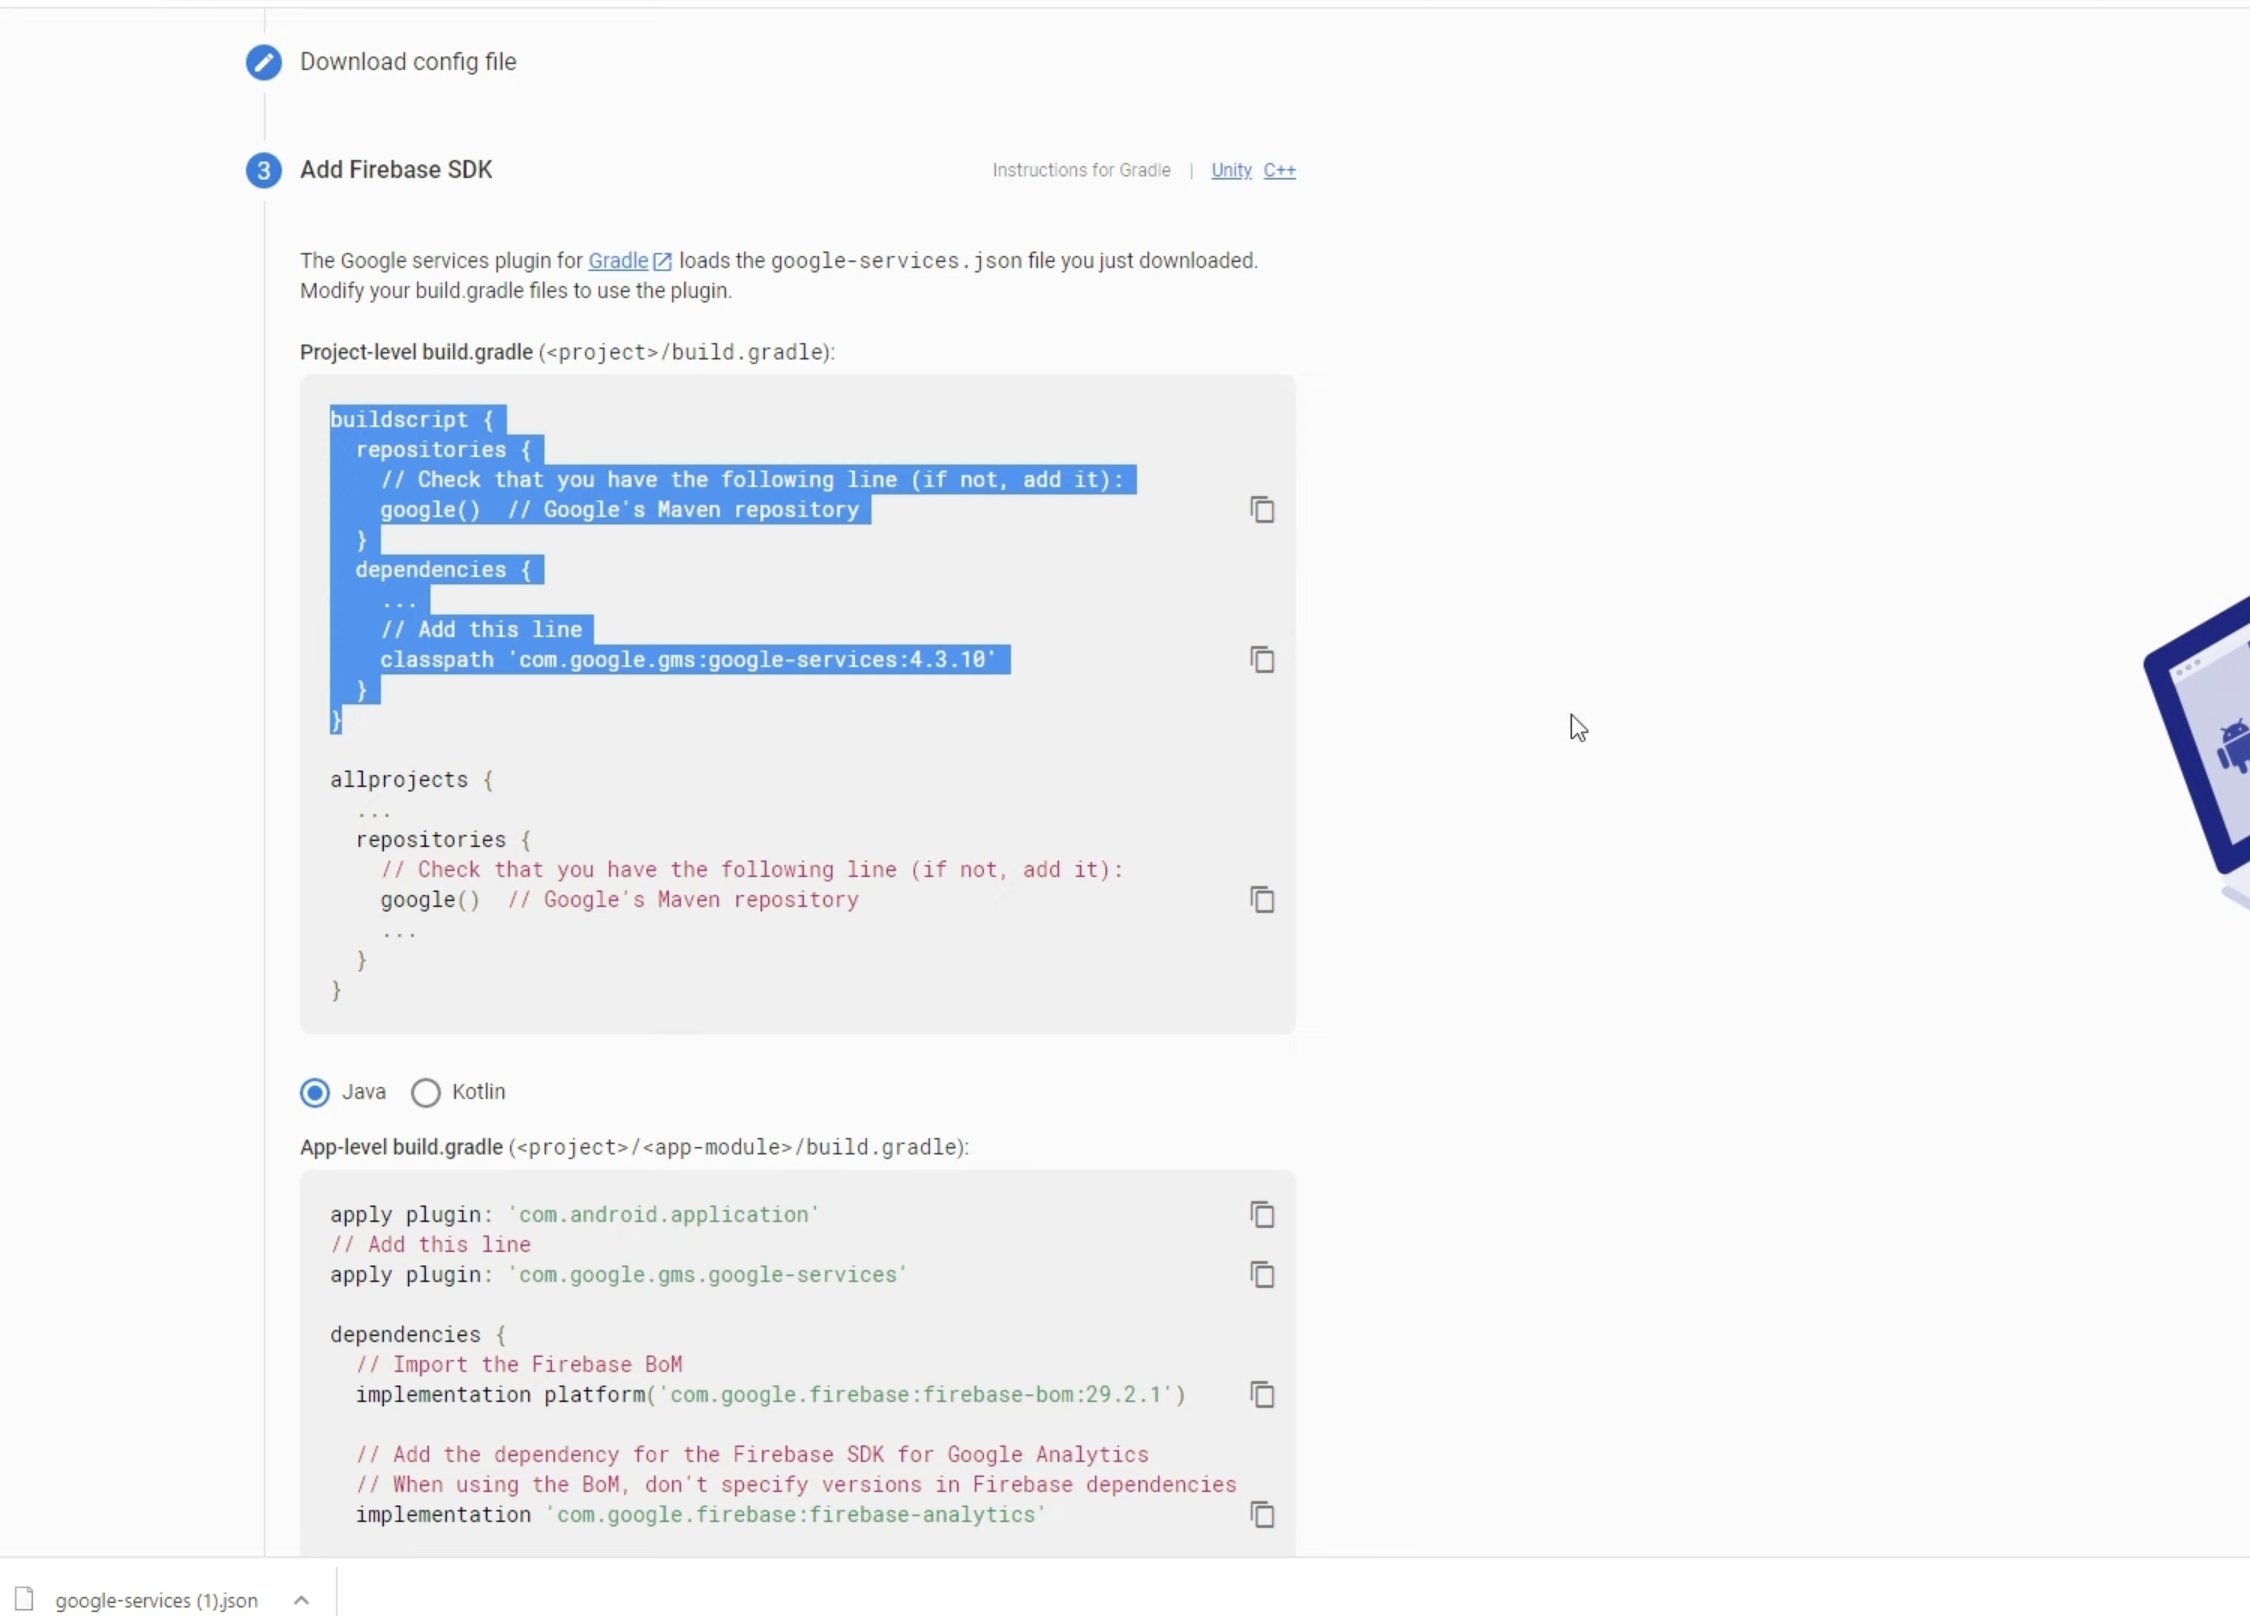 Download config file
3 Add Firebase SDK Instructions for Gradle | Unity C++
The Google services plugin for Gradle loads the google-services.json file you just downloaded.
Modify your build.gradle files to use the plugin.
Project-level build.gradle (<project>/build.gradle):
buildscript {
  repositories {
    // Check that you have the following line (if not, add it):
    google()  // Google's Maven repository
  }
  dependencies {
    ...
    // Add this line
    classpath 'com.google.gms:google-services:4.3.10'
  }
}
allprojects {
  ...
  repositories {
    // Check that you have the following line (if not, add it):
    google()  // Google's Maven repository
    ...
  }
}
Java Kotlin
App-level build.gradle (<project>/<app-module>/build.gradle):
apply plugin: 'com.android.application'
// Add this line
apply plugin: 'com.google.gms.google-services'
dependencies {
  // Import the Firebase BoM
  implementation platform('com.google.firebase:firebase-bom:29.2.1')
  // Add the dependency for the Firebase SDK for Google Analytics
  // When using the BoM, don't specify versions in Firebase dependencies
  implementation 'com.google.firebase:firebase-analytics'
google-services (1).json